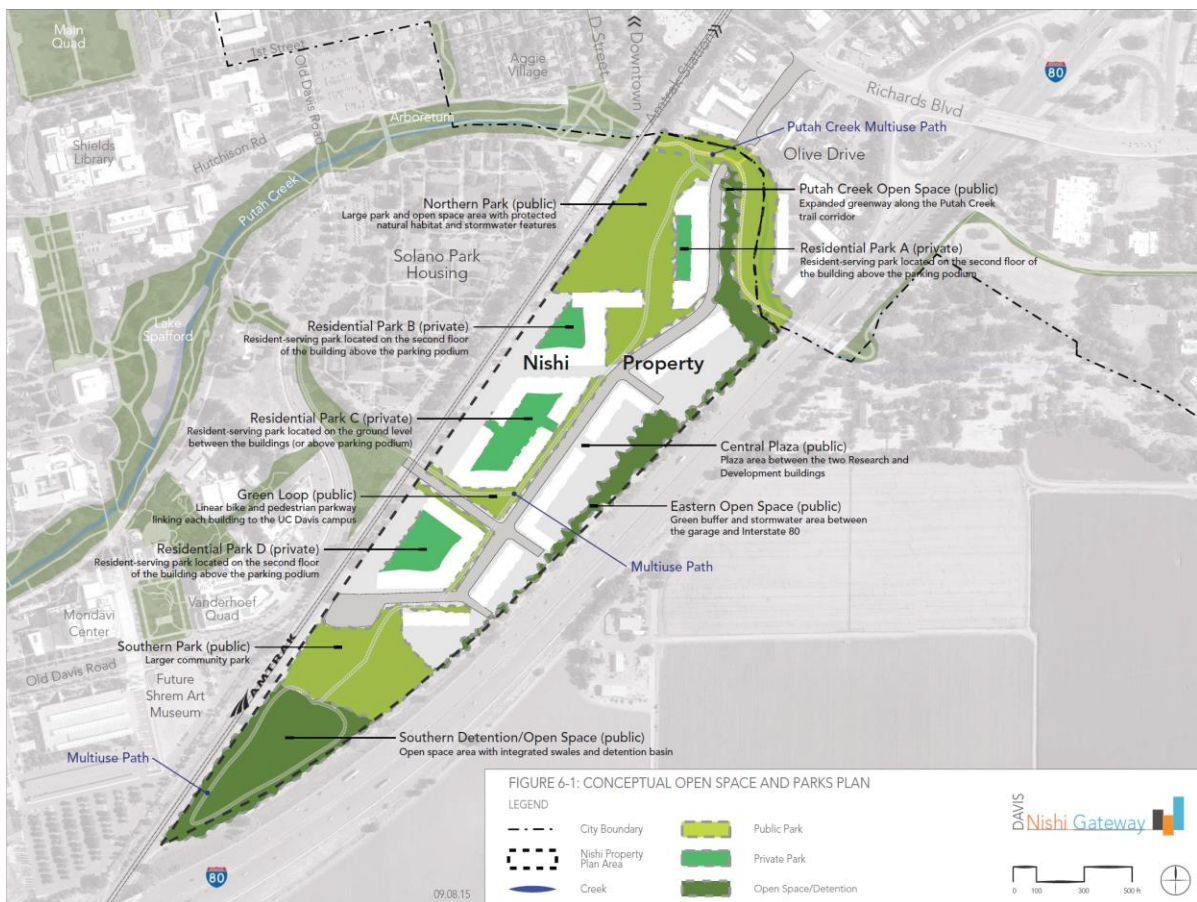 Main
Quad
1st Street
Old Davis Road
Aggie
Village
D Street
Downtown
Amtrak Station
80
Richards Blvd
Arboretum
Shields
Library
Hutchison Rd
Putah Creek
Putah Creek Multiuse Path
Olive Drive
Northern Park (public)
Large park and open space area with protected
natural habitat and stormwater features
Putah Creek Open Space (public)
Expanded greenway along the Putah Creek
trail corridor
Solano Park
Housing
Residential Park A (private)
Resident-serving park located on the second floor of
the building above the parking podium
Lake
Spafford
Residential Park B (private)
Resident-serving park located on the second floor
of the building above the parking podium
Nishi Property
Residential Park C (private)
Resident-serving park located on the ground level
between the buildings (or above parking podium)
Central Plaza (public)
Plaza area between the two Research and
Development buildings
Green Loop (public)
Linear bike and pedestrian parkway
linking each building to the UC Davis campus
Eastern Open Space (public)
Green buffer and stormwater area between
the garage and Interstate 80
Residential Park D (private)
Resident-serving park located on the second floor
of the building above the parking podium
Multiuse Path
Mondavi
Center
Vanderhoef
Quad
Southern Park (public)
Larger community park
Old Davis Road
AMTRAK
Future
Shrem Art
Museum
Southern Detention/Open Space (public)
Open space area with integrated swales and detention basin
Multiuse Path
80
09.08.15
FIGURE 6-1: CONCEPTUAL OPEN SPACE AND PARKS PLAN
LEGEND
City Boundary
Nishi Property
Plan Area
Creek
Public Park
Private Park
Open Space/Detention
DAVIS
Nishi Gateway
0 100 300 500 ft